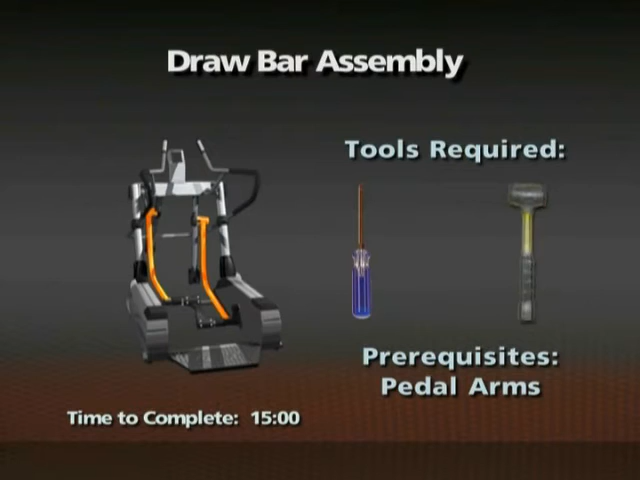 Draw Bar Assembly
Tools Required:
Prerequisites:
Pedal Arms
Time to Complete: 15:00